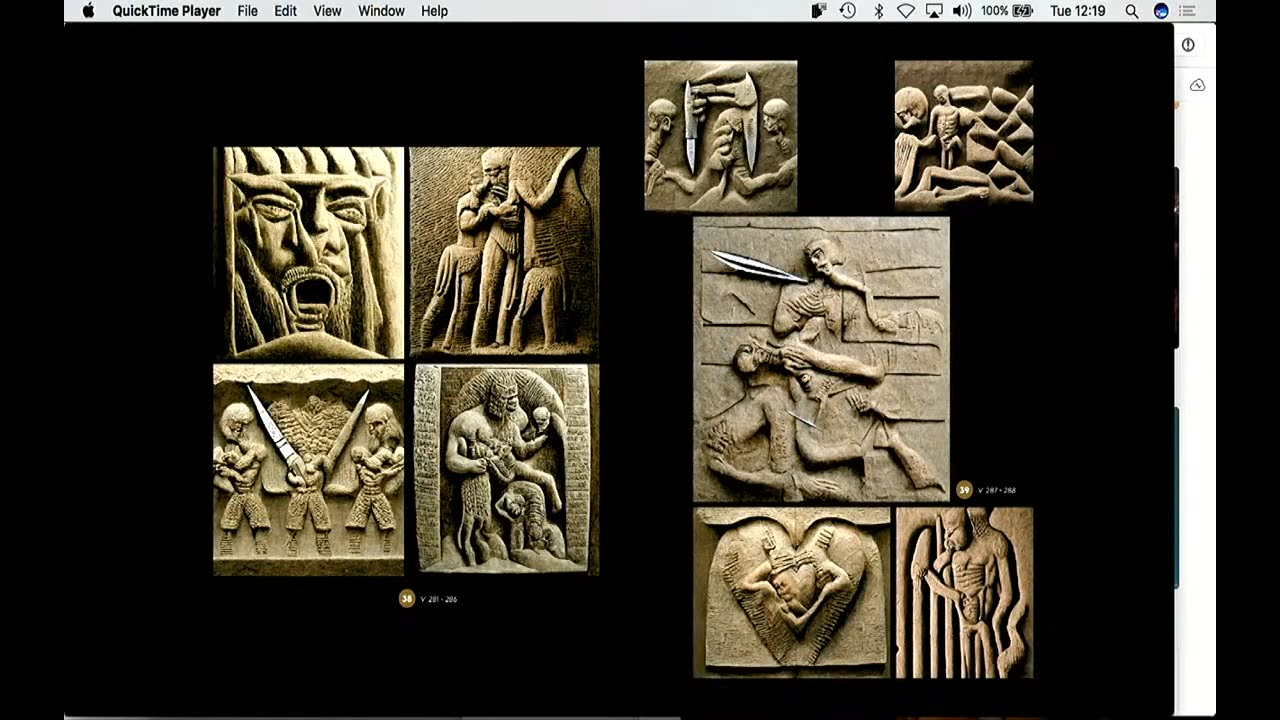 QuickTime Player File Edit View Window Help 100% Tue 12:19
39 V 287 - 288
38 V 281 - 286